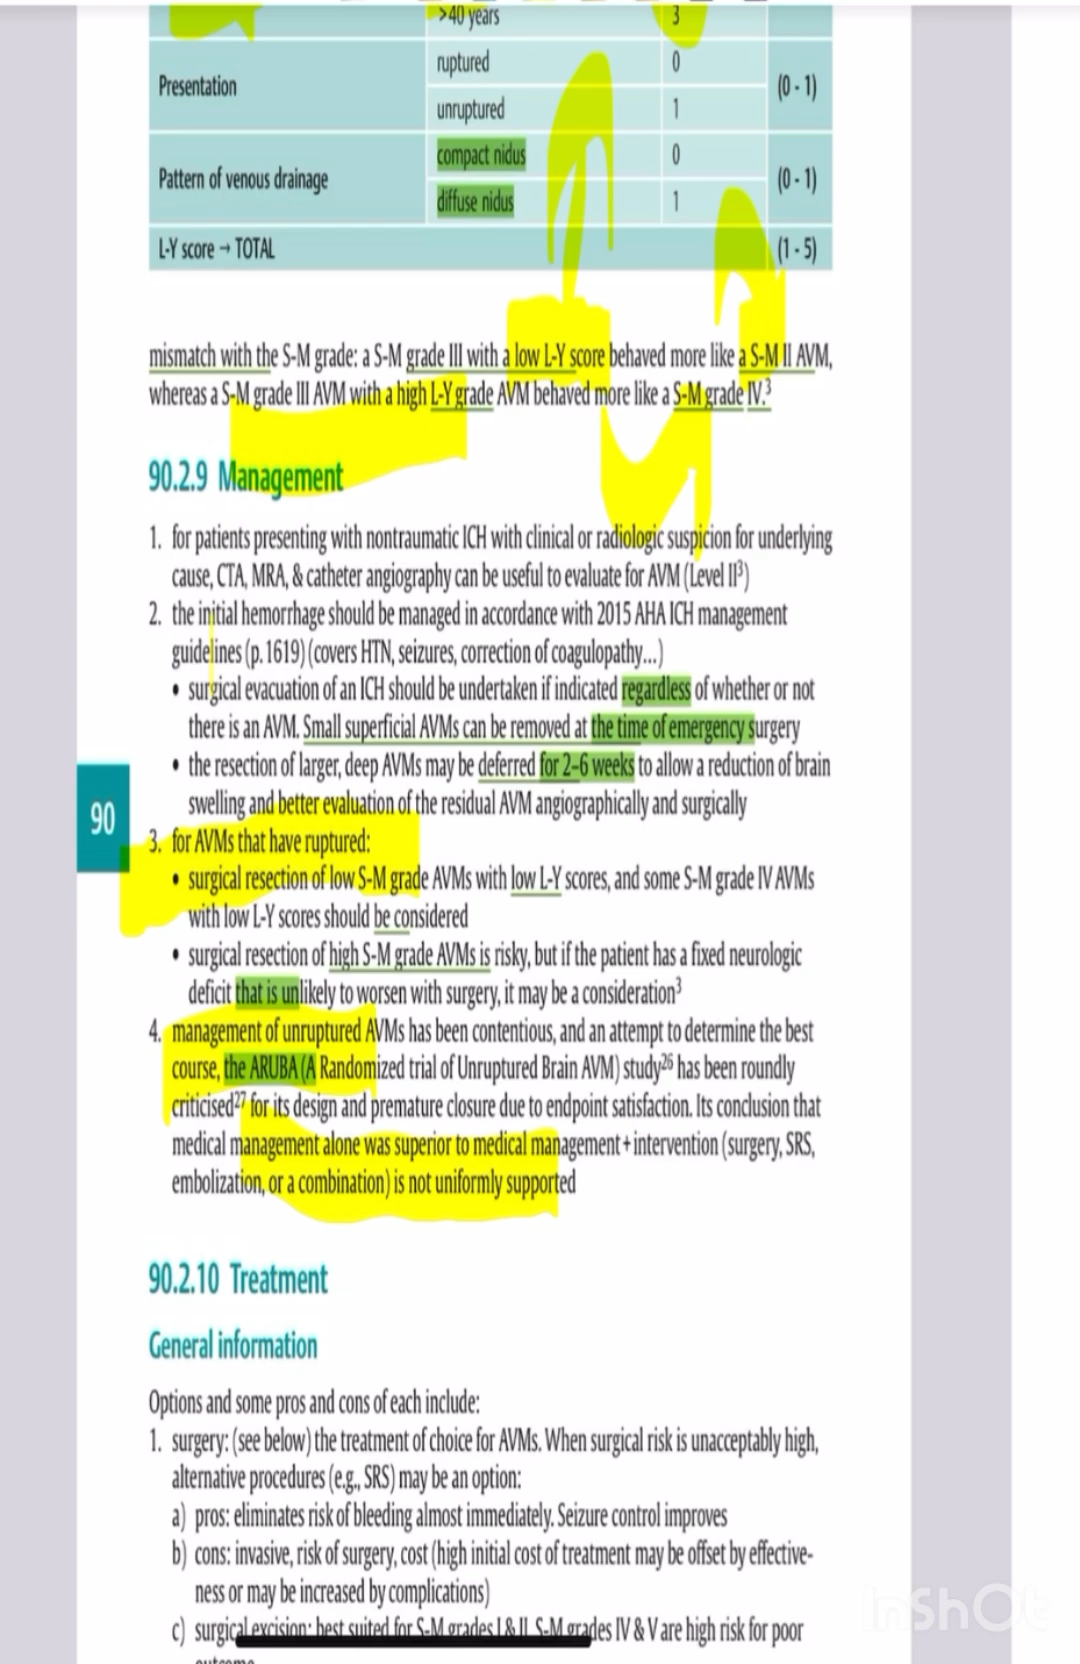 >40 years 3
Presentation ruptured 0 (0 - 1)
unruptured 1
Pattern of venous drainage compact nidus 0 (0 - 1)
diffuse nidus 1
L-Y score → TOTAL (1 - 5)
mismatch with the S-M grade: a S-M grade III with a low L-Y score behaved more like a S-M II AVM,
whereas a S-M grade III AVM with a high L-Y grade AVM behaved more like a S-M grade IV.3
90.2.9 Management
1. for patients presenting with nontraumatic ICH with clinical or radiologic suspicion for underlying
cause, CTA, MRA, & catheter angiography can be useful to evaluate for AVM (Level II3)
2. the initial hemorrhage should be managed in accordance with 2015 AHA ICH management
guidelines (p. 1619) (covers HTN, seizures, correction of coagulopathy...)
• surgical evacuation of an ICH should be undertaken if indicated regardless of whether or not
there is an AVM. Small superficial AVMs can be removed at the time of emergency surgery
• the resection of larger, deep AVMs may be deferred for 2–6 weeks to allow a reduction of brain
swelling and better evaluation of the residual AVM angiographically and surgically
90
3. for AVMs that have ruptured:
• surgical resection of low S-M grade AVMs with low L-Y scores, and some S-M grade IV AVMs
with low L-Y scores should be considered
• surgical resection of high S-M grade AVMs is risky, but if the patient has a fixed neurologic
deficit that is unlikely to worsen with surgery, it may be a consideration3
4. management of unruptured AVMs has been contentious, and an attempt to determine the best
course, the ARUBA (A Randomized trial of Unruptured Brain AVM) study26 has been roundly
criticised27 for its design and premature closure due to endpoint satisfaction. Its conclusion that
medical management alone was superior to medical management + intervention (surgery, SRS,
embolization, or a combination) is not uniformly supported
90.2.10 Treatment
General information
Options and some pros and cons of each include:
1. surgery: (see below) the treatment of choice for AVMs. When surgical risk is unacceptably high,
alternative procedures (e.g., SRS) may be an option:
a) pros: eliminates risk of bleeding almost immediately. Seizure control improves
b) cons: invasive, risk of surgery, cost (high initial cost of treatment may be offset by effective-
ness or may be increased by complications)
c) surgical excision: best suited for S-M grades I & II. S-M grades IV & V are high risk for poor
InShOt